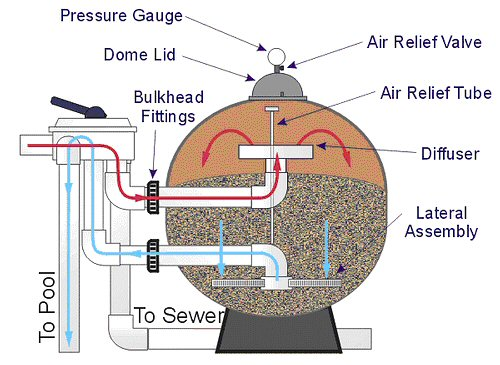 Pressure Gauge
Dome Lid
Air Relief Valve
Bulkhead
Fittings
Air Relief Tube
Diffuser
Lateral
Assembly
To Pool
To Sewer